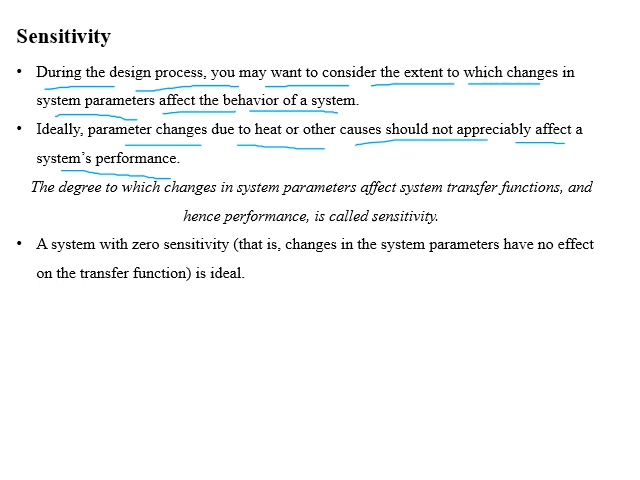 Sensitivity
• During the design process, you may want to consider the extent to which changes in
system parameters affect the behavior of a system.
• Ideally, parameter changes due to heat or other causes should not appreciably affect a
system's performance.
The degree to which changes in system parameters affect system transfer functions, and
hence performance, is called sensitivity.
• A system with zero sensitivity (that is, changes in the system parameters have no effect
on the transfer function) is ideal.